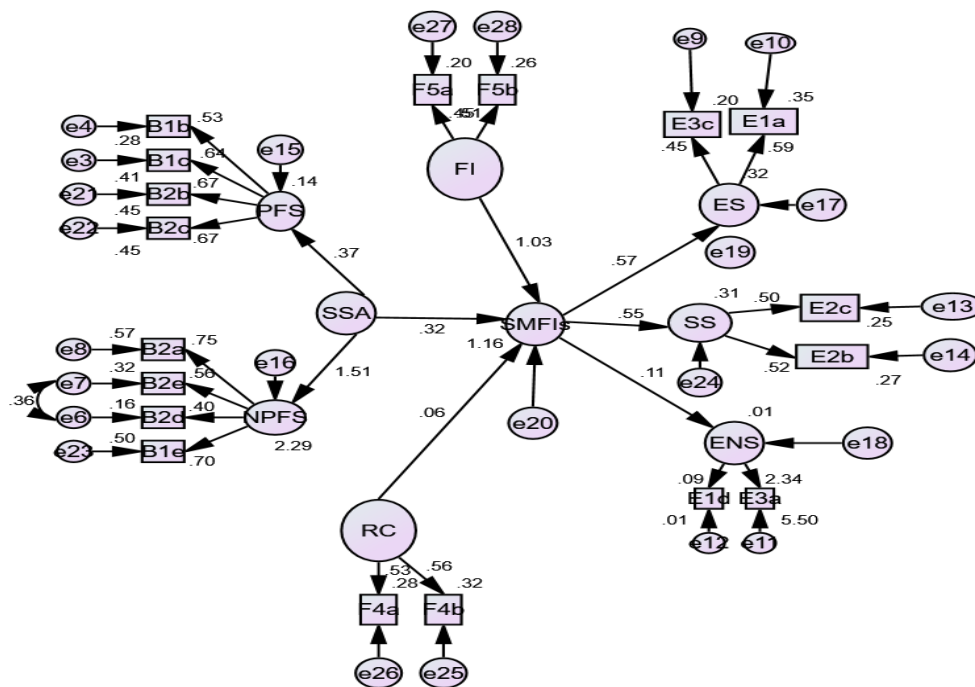 e27 e28
.20 .26
F5a F5b
.45 .51
FI
1.03
e9 e10
.20 .35
E3c E1a
.45 .59
.32
ES e17
e19
.57
e4 B1b .53
.28
e3 B1c .64
.41
e21 B2b .67
.45
e22 B2c .67
.45
e15
.14
PFS
.37
SSA
.32
SMFIs
1.16
.55
.31
SS
.50 E2c e13
.25
.52 E2b e14
.27
e24
1.51
e8 .57 B2a .75
e7 .32 B2e .56
.36
e6 .16 B2d .40
e23 .50 B1e .70
e16
NPFS
2.29
.06
e20
.11
.01
ENS e18
.09 2.34
E1d E3a
.01 5.50
e12 e11
RC
.53 .56
.28 .32
F4a F4b
e26 e25